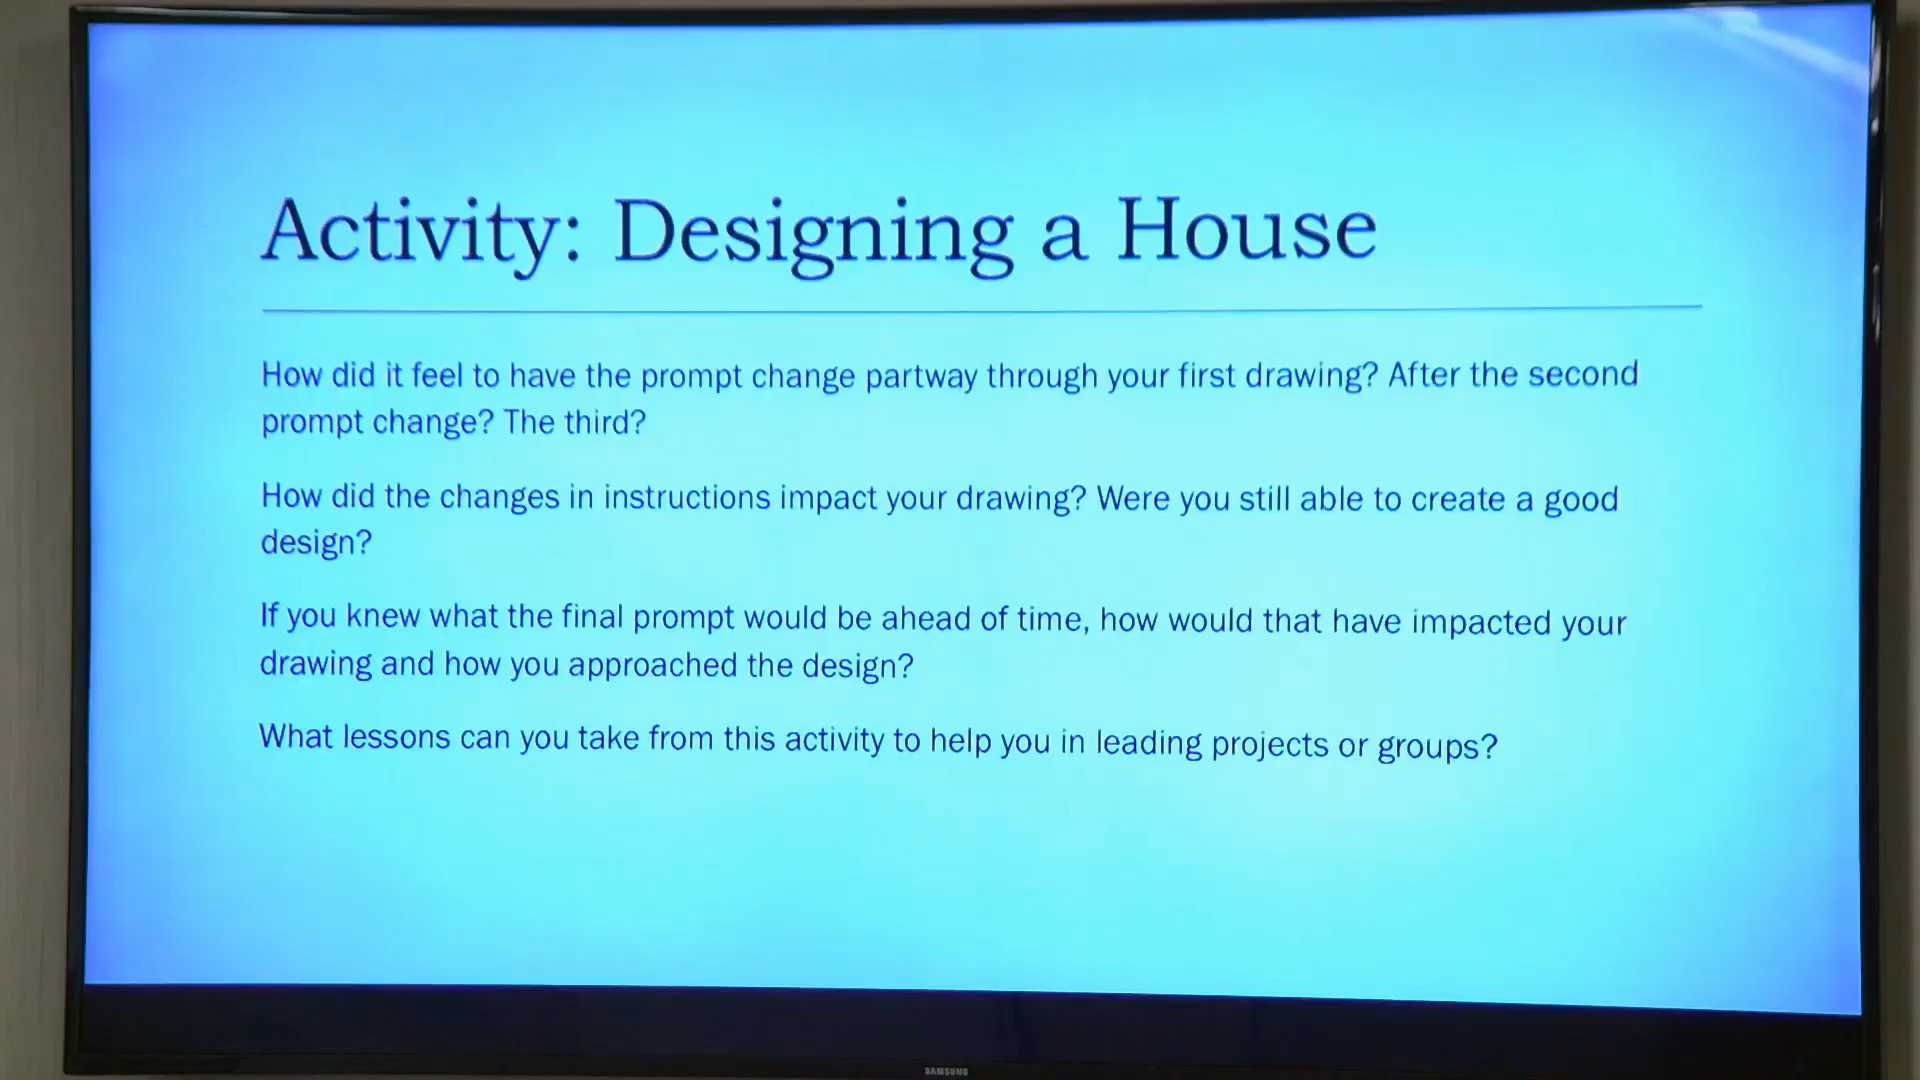 Activity: Designing a House
How did it feel to have the prompt change partway through your first drawing? After the second
prompt change? The third?
How did the changes in instructions impact your drawing? Were you still able to create a good
design?
If you knew what the final prompt would be ahead of time, how would that have impacted your
drawing and how you approached the design?
What lessons can you take from this activity to help you in leading projects or groups?
SAMSUNG